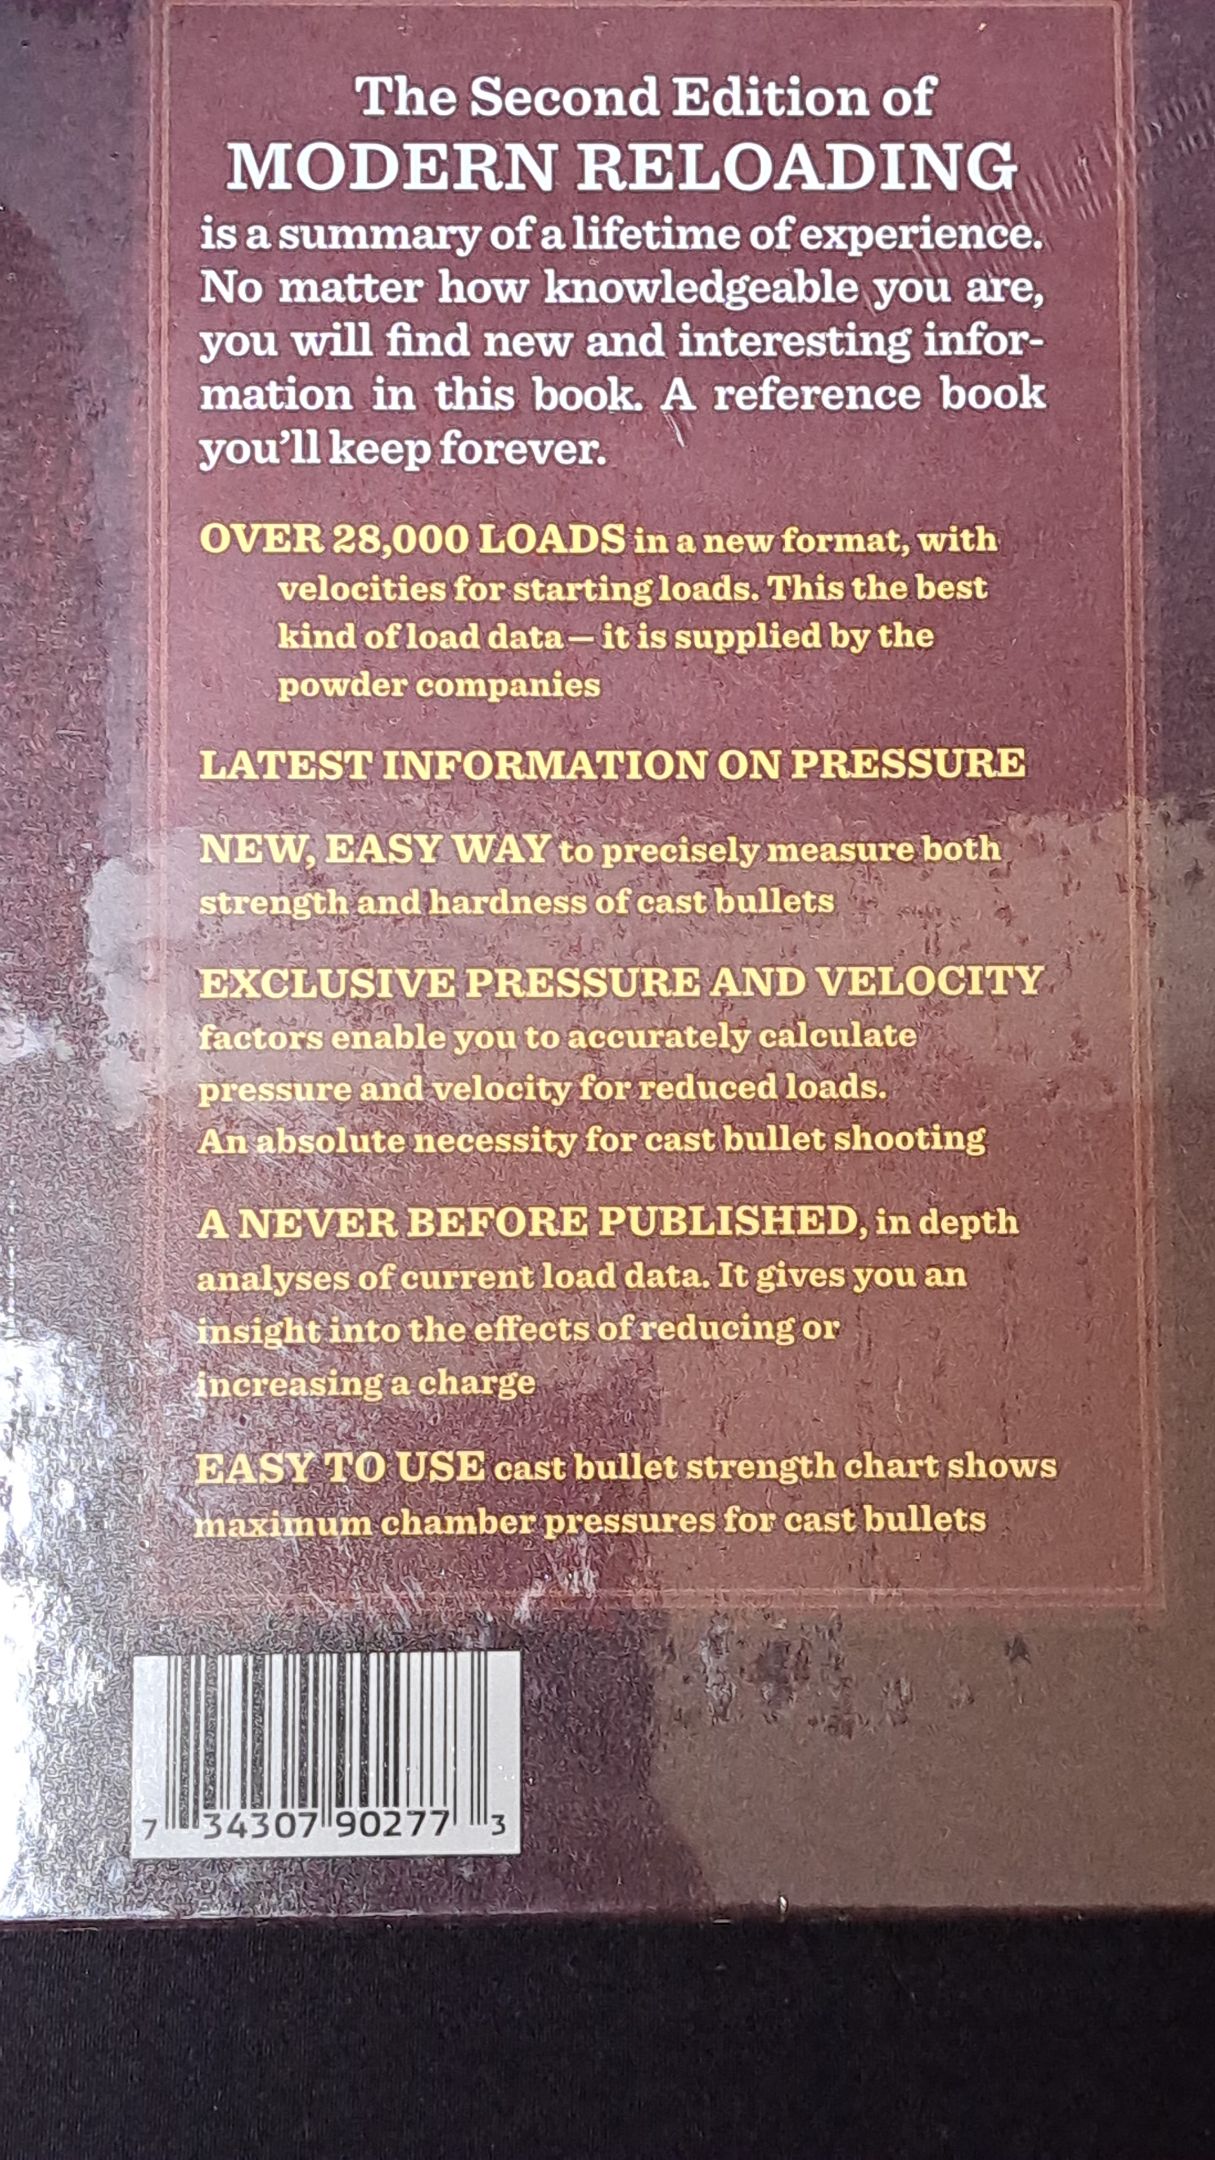 The Second Edition of
MODERN RELOADING
is a summary of a lifetime of experience.
No matter how knowledgeable you are,
you will find new and interesting infor-
mation in this book. A reference book
you'll keep forever.
OVER 28,000 LOADS in a new format, with
velocities for starting loads. This the best
kind of load data – it is supplied by the
powder companies
LATEST INFORMATION ON PRESSURE
NEW, EASY WAY to precisely measure both
strength and hardness of cast bullets
EXCLUSIVE PRESSURE AND VELOCITY
factors enable you to accurately calculate
pressure and velocity for reduced loads.
An absolute necessity for cast bullet shooting
A NEVER BEFORE PUBLISHED, in depth
analyses of current load data. It gives you an
insight into the effects of reducing or
increasing a charge
EASY TO USE cast bullet strength chart shows
maximum chamber pressures for cast bullets
7 34307 90277 3